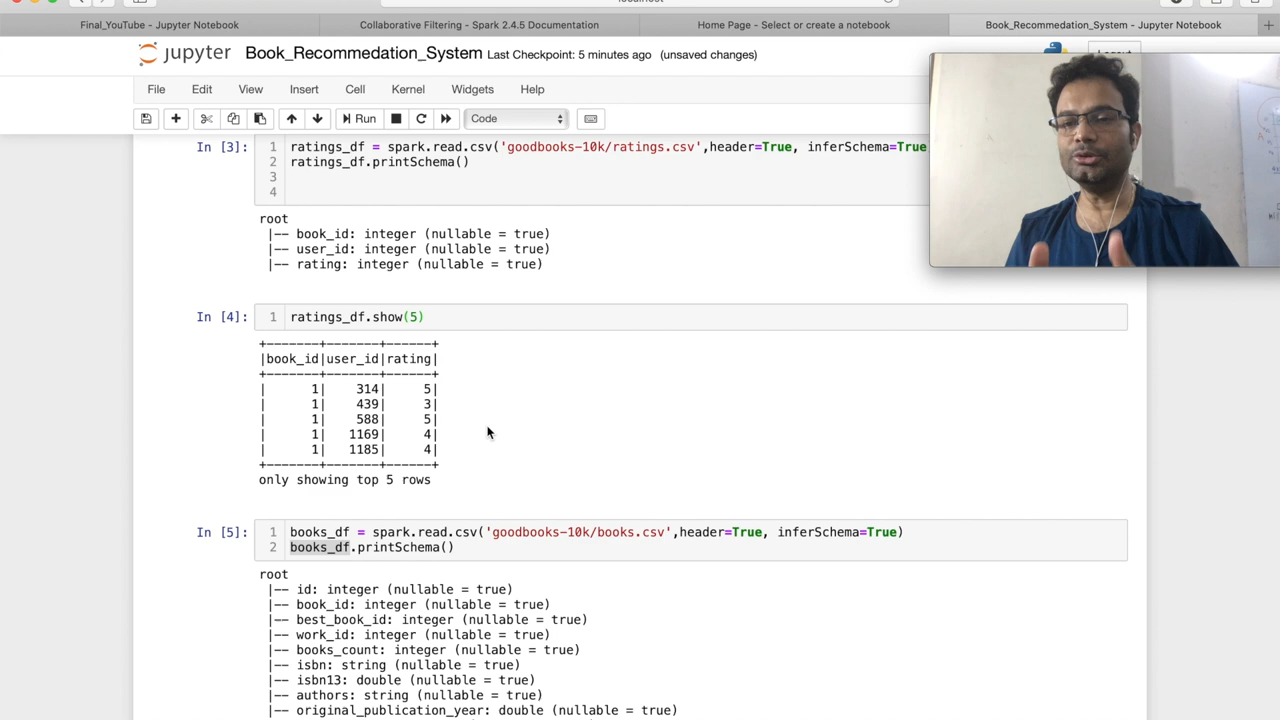 localhost
Final_YouTube - Jupyter Notebook
Collaborative Filtering - Spark 2.4.5 Documentation
Home Page - Select or create a notebook
Book_Recommedation_System - Jupyter Notebook
jupyter Book_Recommedation_System Last Checkpoint: 5 minutes ago (unsaved changes)
File Edit View Insert Cell Kernel Widgets Help
Run Code
In [3]:
1 ratings_df = spark.read.csv('goodbooks-10k/ratings.csv',header=True, inferSchema=True
2 ratings_df.printSchema()
3
4
root
|-- book_id: integer (nullable = true)
|-- user_id: integer (nullable = true)
|-- rating: integer (nullable = true)
In [4]:
1 ratings_df.show(5)
+-------+-------+------+
|book_id|user_id|rating|
+-------+-------+------+
| 1| 314| 5|
| 1| 439| 3|
| 1| 588| 5|
| 1| 1169| 4|
| 1| 1185| 4|
+-------+-------+------+
only showing top 5 rows
In [5]:
1 books_df = spark.read.csv('goodbooks-10k/books.csv',header=True, inferSchema=True)
2 books_df.printSchema()
root
|-- id: integer (nullable = true)
|-- book_id: integer (nullable = true)
|-- best_book_id: integer (nullable = true)
|-- work_id: integer (nullable = true)
|-- books_count: integer (nullable = true)
|-- isbn: string (nullable = true)
|-- isbn13: double (nullable = true)
|-- authors: string (nullable = true)
|-- original_publication_year: double (nullable = true)